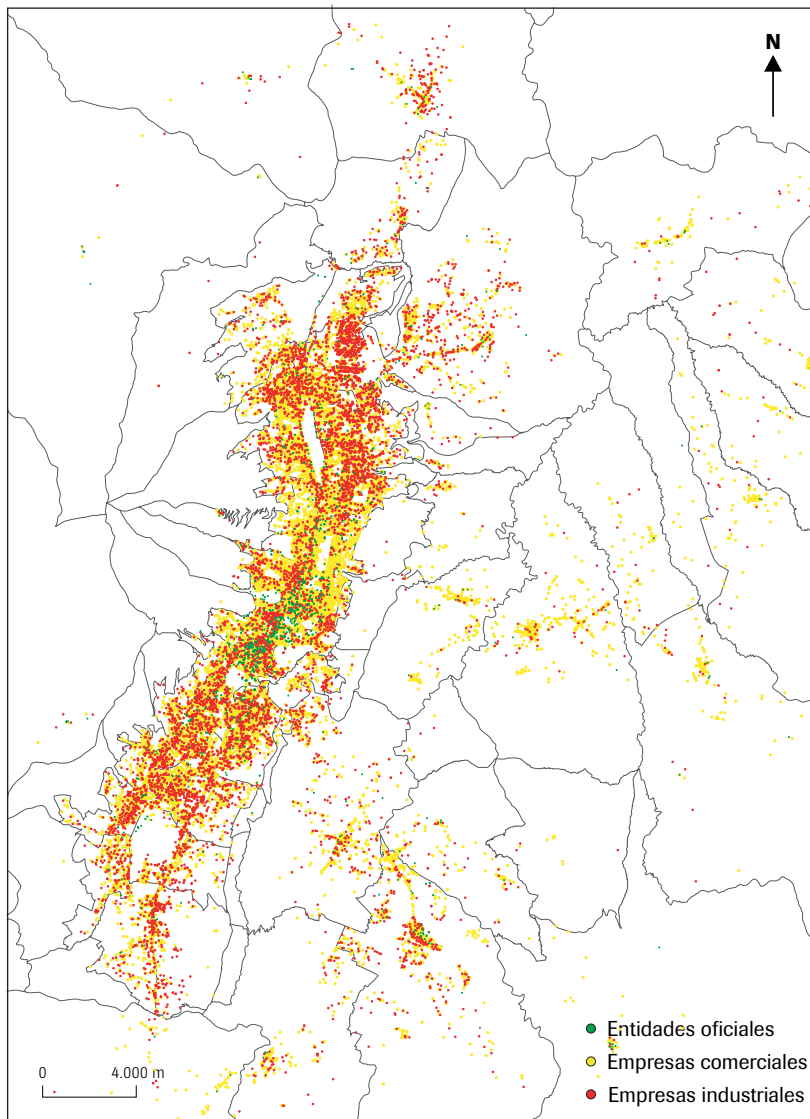 N
Entidades oficiales
Empresas comerciales
0 4.000 m
Empresas industriales